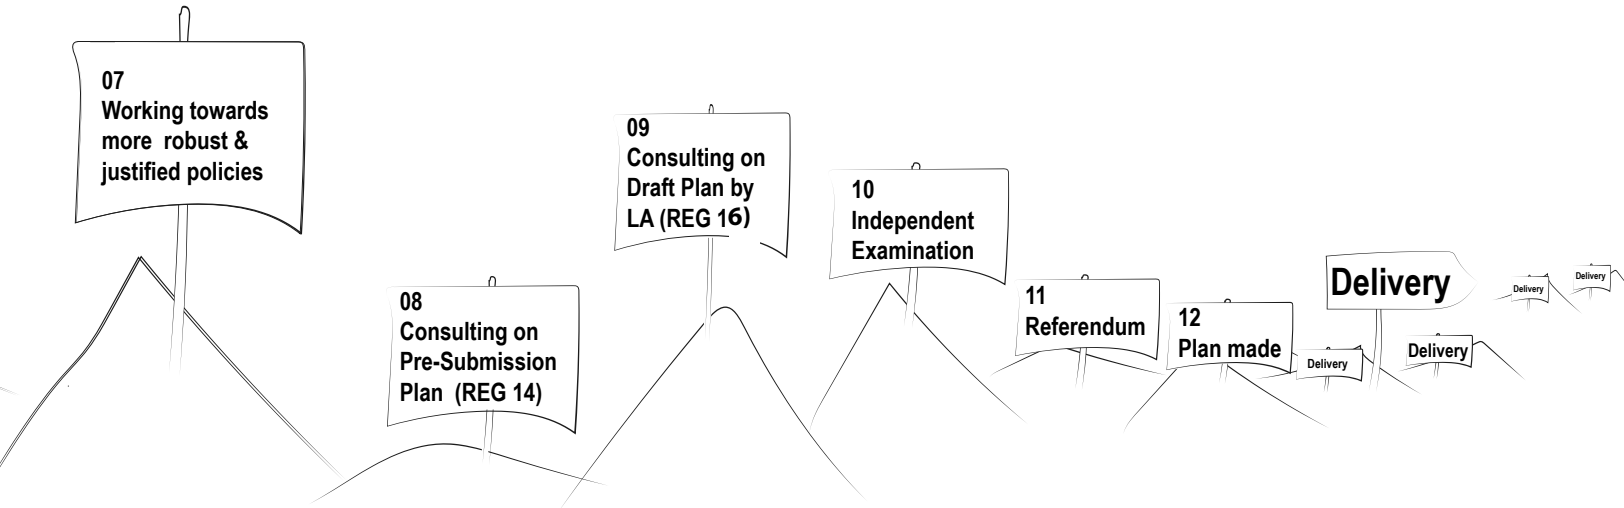 07
Working towards
more  robust &
justified policies
08
Consulting on
Pre-Submission
Plan  (REG 14)
09
Consulting on
Draft Plan by
LA (REG 16)
10
Independent
Examination
11
Referendum
12
Plan made
Delivery
Delivery
Delivery
Delivery
Delivery